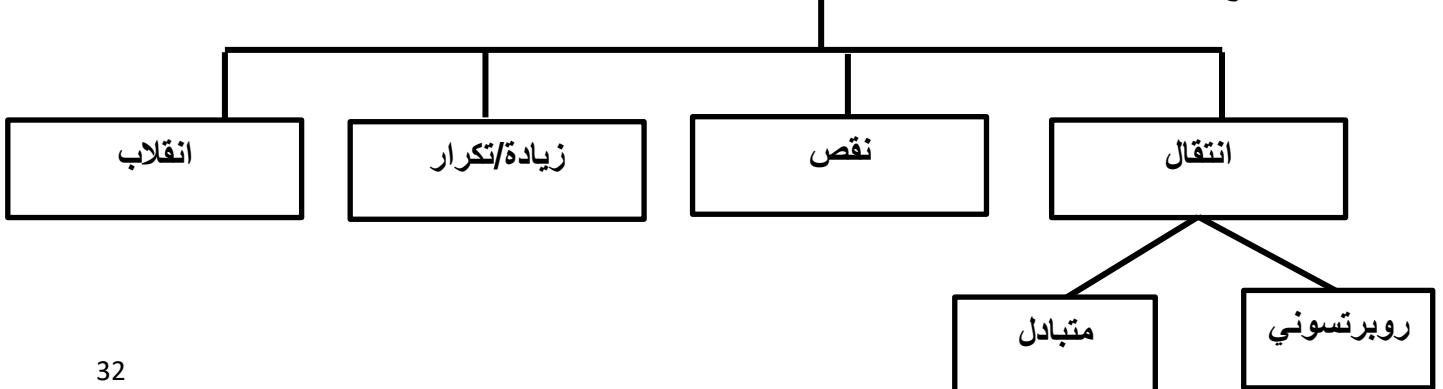 انتقال
نقص
زيادة/تكرار
انقلاب
روبرتسوني
متبادل
32